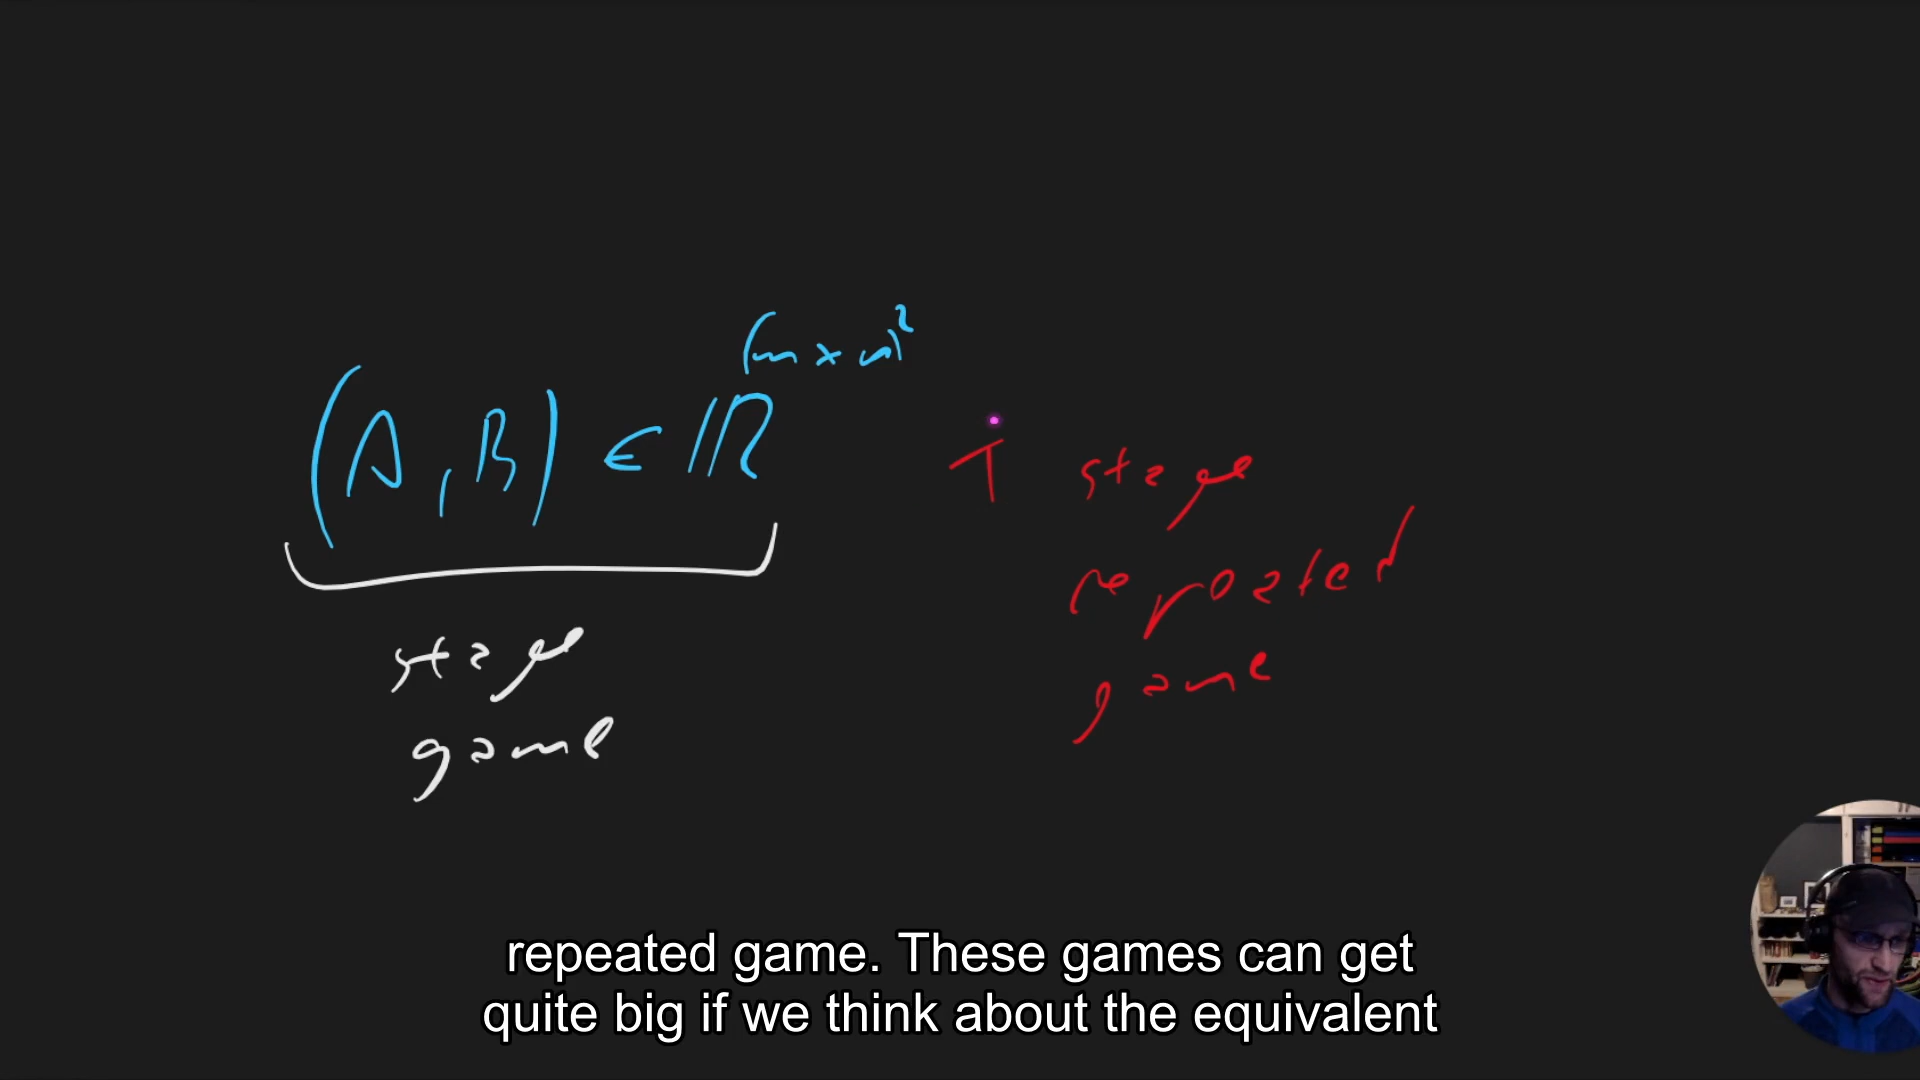 (A, B) ∈ ℝ^(m × n)²
stage
game
T stage
repeated
game
repeated game. These games can get
quite big if we think about the equivalent